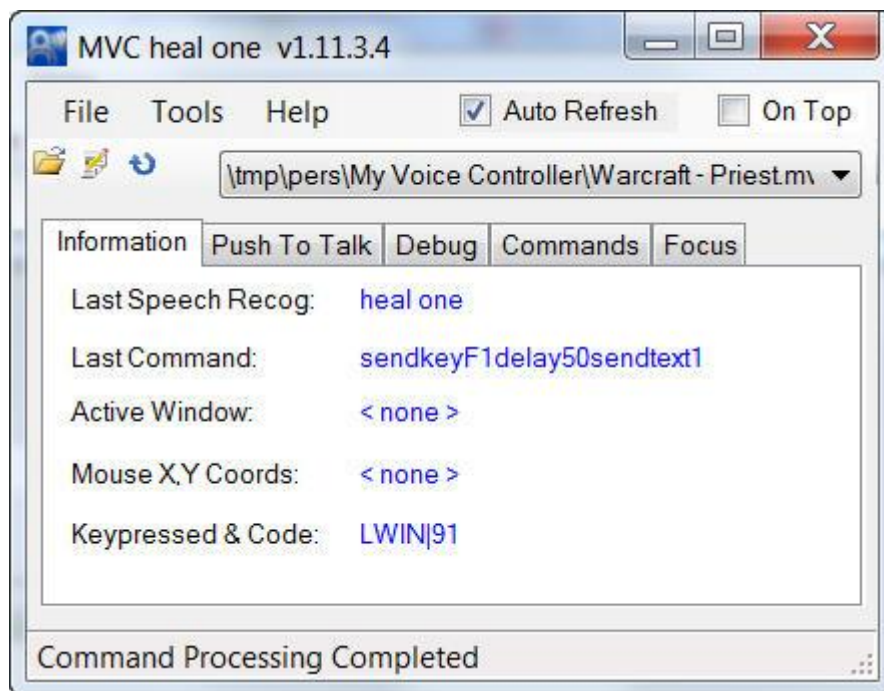 MVC heal one v1.11.3.4
File Tools Help Auto Refresh On Top
\tmp\pers\My Voice Controller\Warcraft - Priest.mv
Information Push To Talk Debug Commands Focus
Last Speech Recog: heal one
Last Command: sendkeyF1delay50sendtext1
Active Window: < none >
Mouse X,Y Coords: < none >
Keypressed & Code: LWIN|91
Command Processing Completed